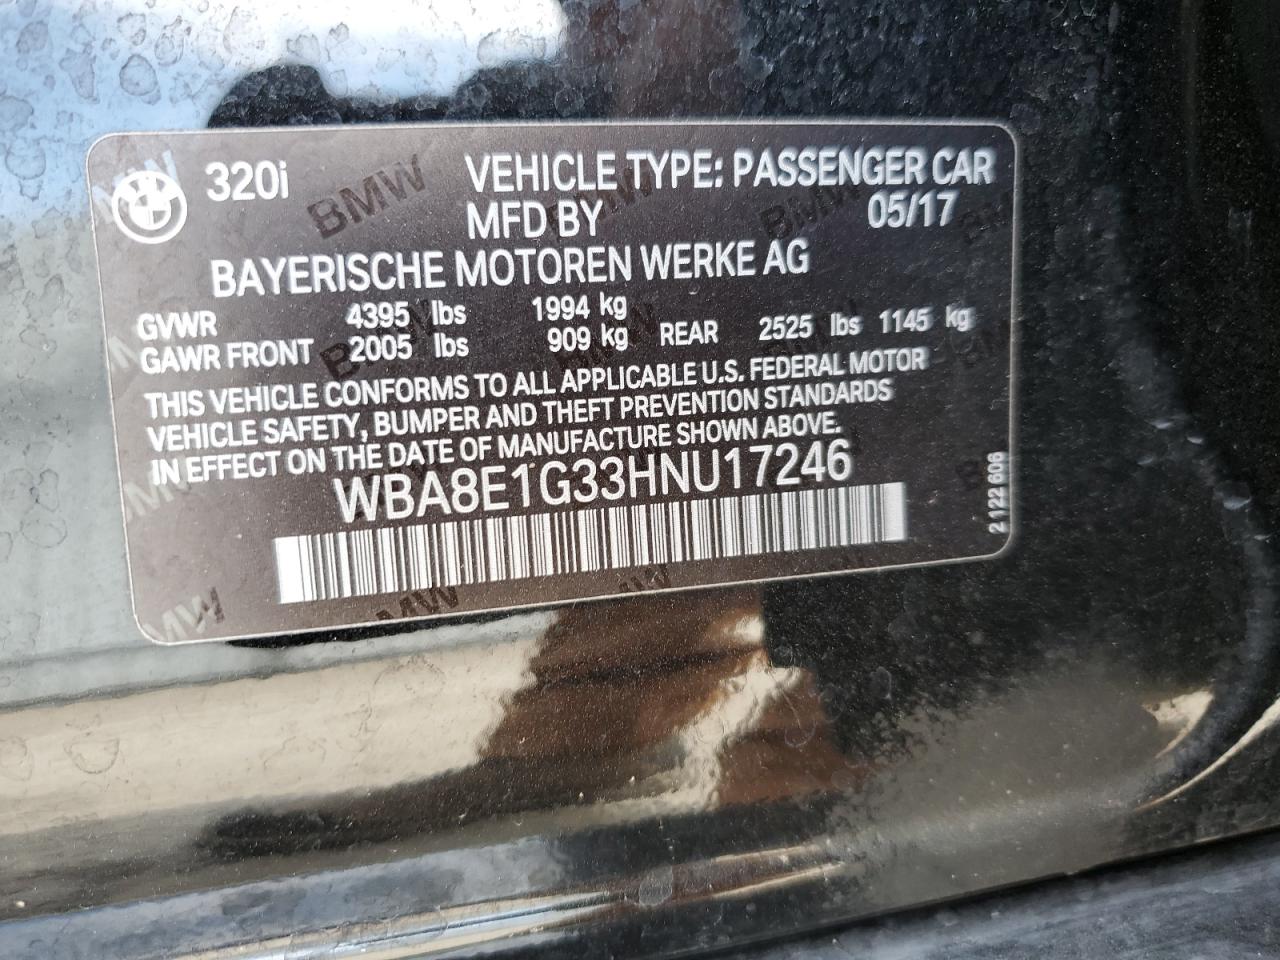 320i VEHICLE TYPE: PASSENGER CAR
MFD BY 05/17
BAYERISCHE MOTOREN WERKE AG
GVWR 4395 lbs 1994 kg
GAWR FRONT 2005 lbs 909 kg REAR 2525 lbs 1145 kg
THIS VEHICLE CONFORMS TO ALL APPLICABLE U.S. FEDERAL MOTOR
VEHICLE SAFETY, BUMPER AND THEFT PREVENTION STANDARDS
IN EFFECT ON THE DATE OF MANUFACTURE SHOWN ABOVE.
WBA8E1G33HNU17246
2 122 606